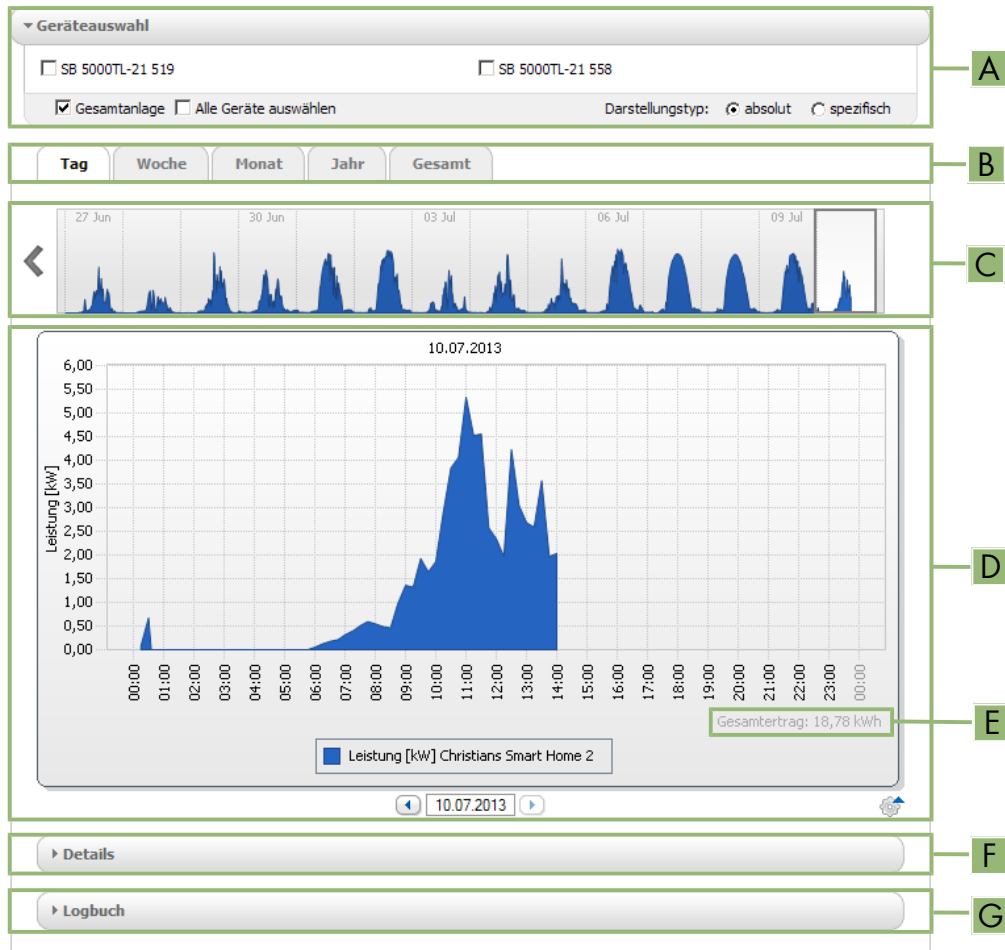 Geräteauswahl
SB 5000TL-21 519
SB 5000TL-21 558
A
Gesamtanlage Alle Geräte auswählen Darstellungstyp: absolut spezifisch
Tag Woche Monat Jahr Gesamt
B
27 Jun 30 Jun 03 Jul 06 Jul 09 Jul
C
10.07.2013
Leistung [kW]
6,00
5,50
5,00
4,50
4,00
3,50
3,00
2,50
2,00
1,50
1,00
0,50
0,00
D
00:00 01:00 02:00 03:00 04:00 05:00 06:00 07:00 08:00 09:00 10:00 11:00 12:00 13:00 14:00 15:00 16:00 17:00 18:00 19:00 20:00 21:00 22:00 23:00 00:00
Gesamtertrag: 18,78 kWh
E
Leistung [kW] Christians Smart Home 2
10.07.2013
Details
F
Logbuch
G